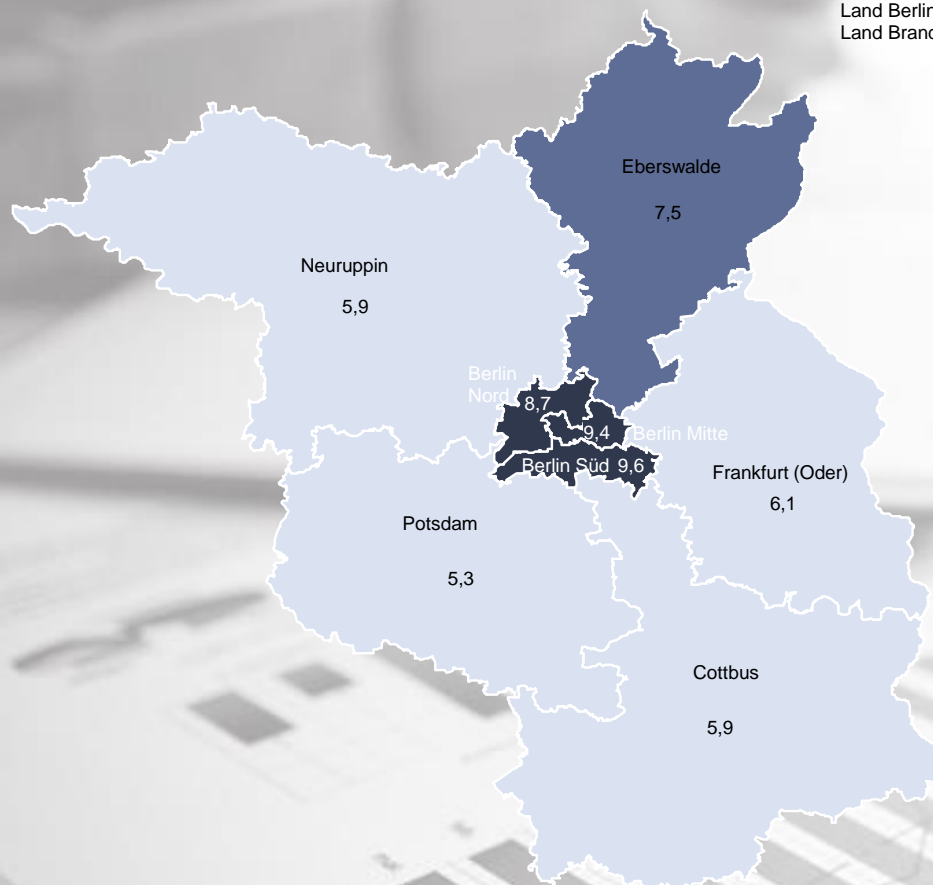 Land Berlin
Land
Eberswalde
7,5
Neuruppin
5,9
Berlin
Nord
8,7
9,4
Berlin Mitte
Berlin Süd 9,6
Frankfurt (Oder)
6,1
Potsdam
5,3
Cottbus
5,9